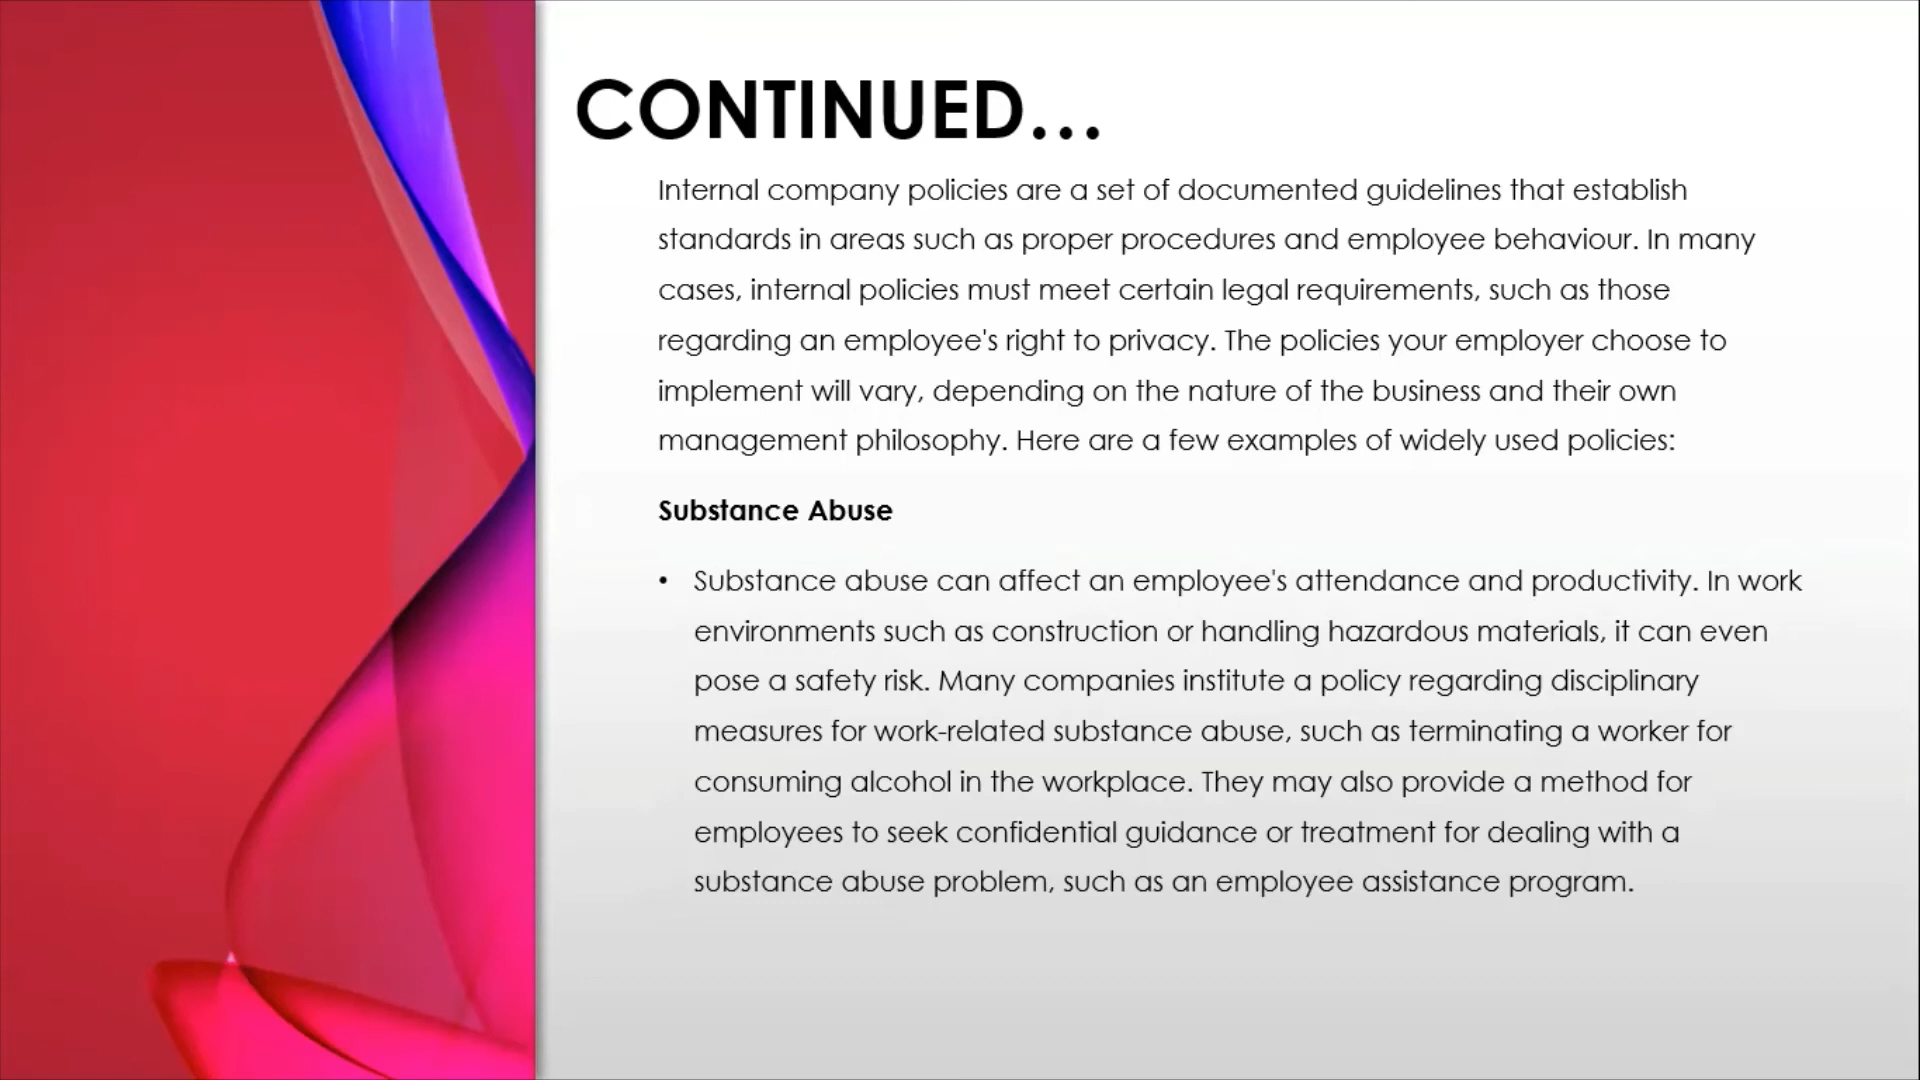 CONTINUED...
Internal company policies are a set of documented guidelines that establish
standards in areas such as proper procedures and employee behaviour. In many
cases, internal policies must meet certain legal requirements, such as those
regarding an employee's right to privacy. The policies your employer choose to
implement will vary, depending on the nature of the business and their own
management philosophy. Here are a few examples of widely used policies:
Substance Abuse
• Substance abuse can affect an employee's attendance and productivity. In work
environments such as construction or handling hazardous materials, it can even
pose a safety risk. Many companies institute a policy regarding disciplinary
measures for work-related substance abuse, such as terminating a worker for
consuming alcohol in the workplace. They may also provide a method for
employees to seek confidential guidance or treatment for dealing with a
substance abuse problem, such as an employee assistance program.